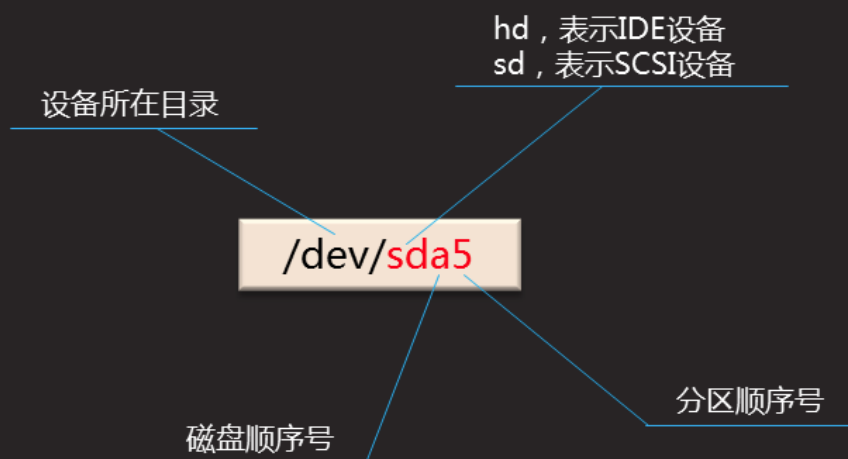 hd，表示IDE设备
sd，表示SCSI设备
设备所在目录
/dev/sda5
分区顺序号
磁盘顺序号